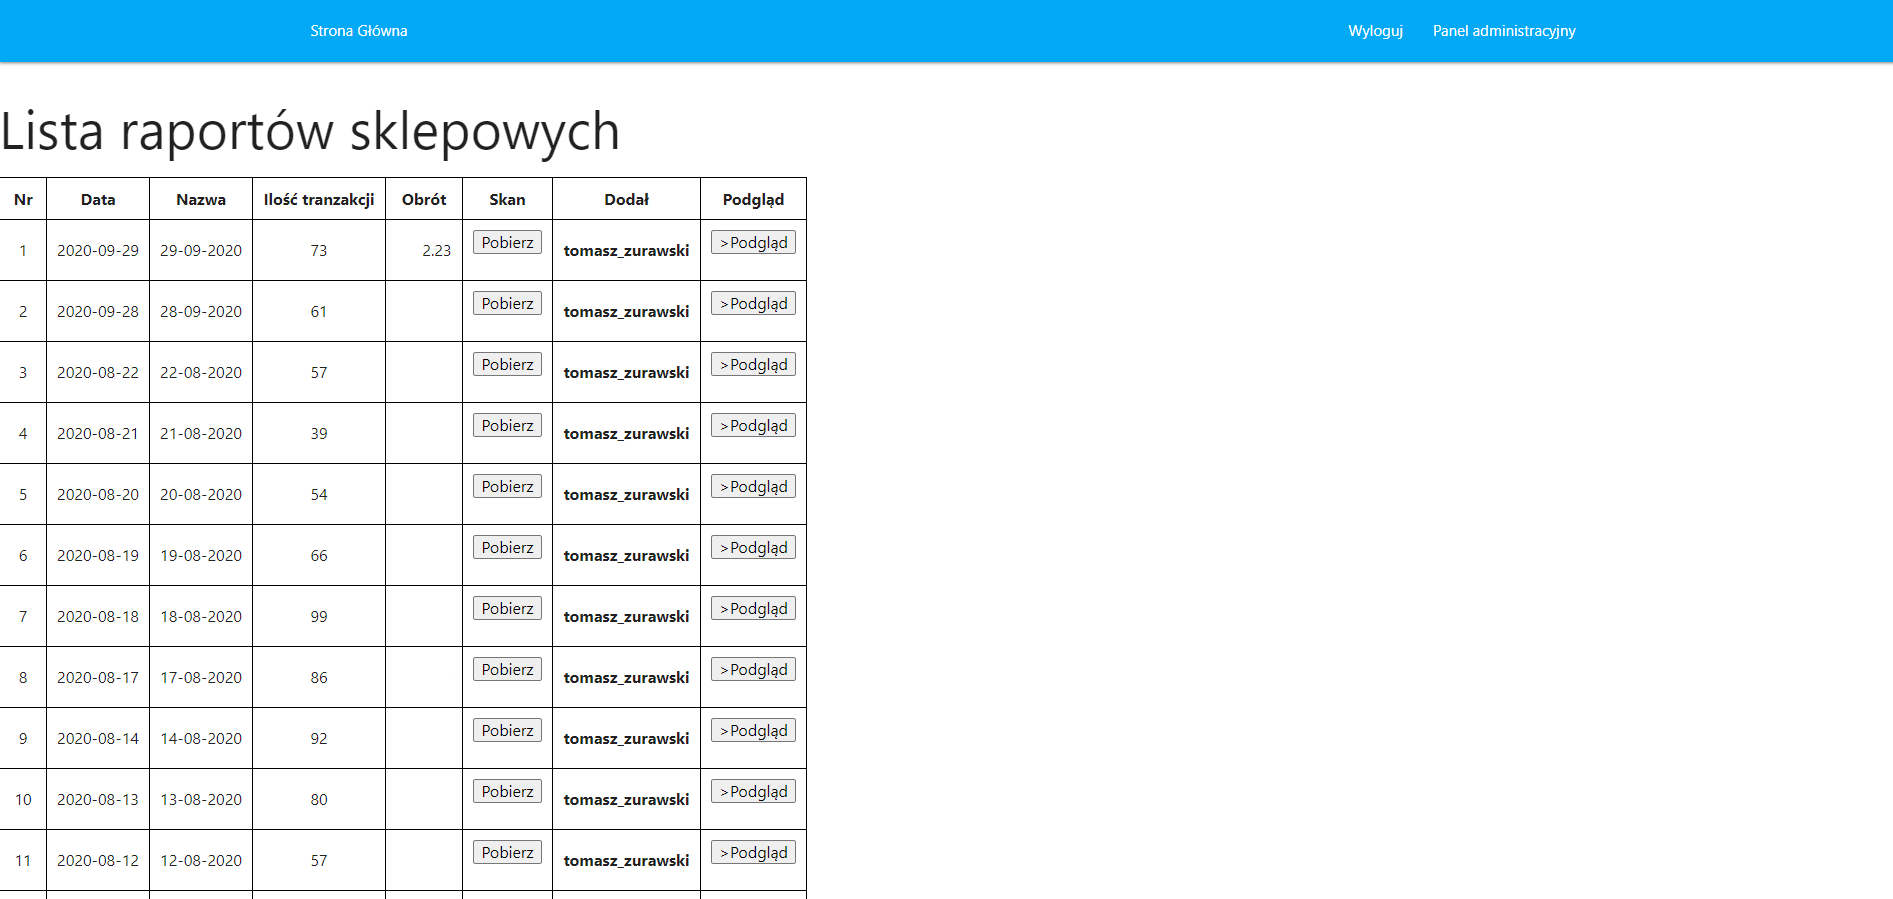 Strona Główna Wyloguj Panel administracyjny
Lista raportów sklepowych
Nr Data Nazwa Ilość tranzakcji Obrót Skan Dodał Podgląd
1 2020-09-29 29-09-2020 73 2.23 Pobierz tomasz_zurawski >Podgląd
2 2020-09-28 28-09-2020 61 Pobierz tomasz_zurawski >Podgląd
3 2020-08-22 22-08-2020 57 Pobierz tomasz_zurawski >Podgląd
4 2020-08-21 21-08-2020 39 Pobierz tomasz_zurawski >Podgląd
5 2020-08-20 20-08-2020 54 Pobierz tomasz_zurawski >Podgląd
6 2020-08-19 19-08-2020 66 Pobierz tomasz_zurawski >Podgląd
7 2020-08-18 18-08-2020 99 Pobierz tomasz_zurawski >Podgląd
8 2020-08-17 17-08-2020 86 Pobierz tomasz_zurawski >Podgląd
9 2020-08-14 14-08-2020 92 Pobierz tomasz_zurawski >Podgląd
10 2020-08-13 13-08-2020 80 Pobierz tomasz_zurawski >Podgląd
11 2020-08-12 12-08-2020 57 Pobierz tomasz_zurawski >Podgląd